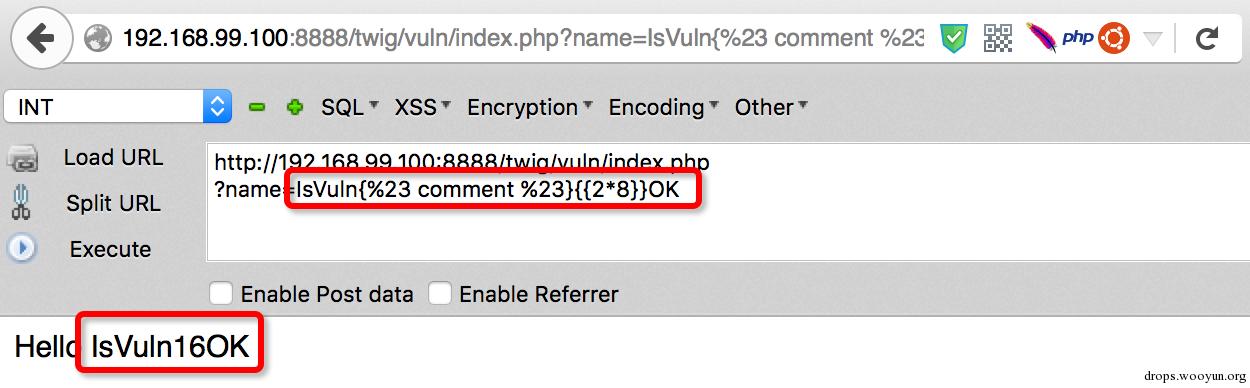 192.168.99.100:8888/twig/vuln/index.php?name=IsVuln{%23 comment %23
php
INT SQL XSS Encryption Encoding Other
Load URL
http://192.168.99.100:8888/twig/vuln/index.php
?name=IsVuln{%23 comment %23}{{2*8}}OK
Split URL
Execute
Enable Post data Enable Referrer
Hello IsVuln16OK
drops.wooyun.org